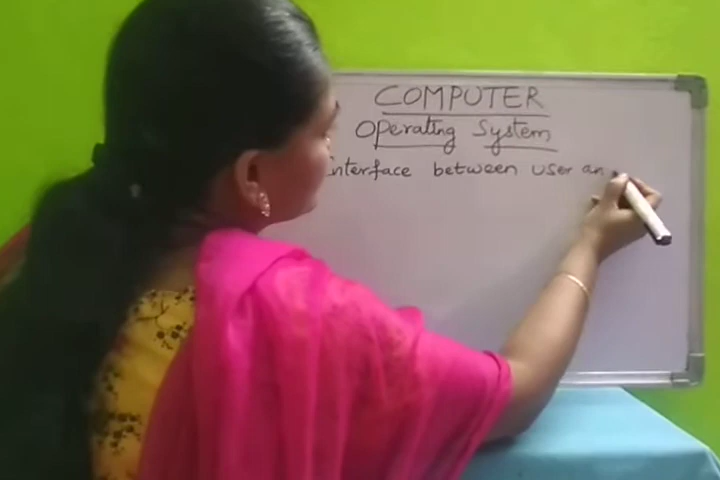 COMPUTER
Operating System
interface between user an